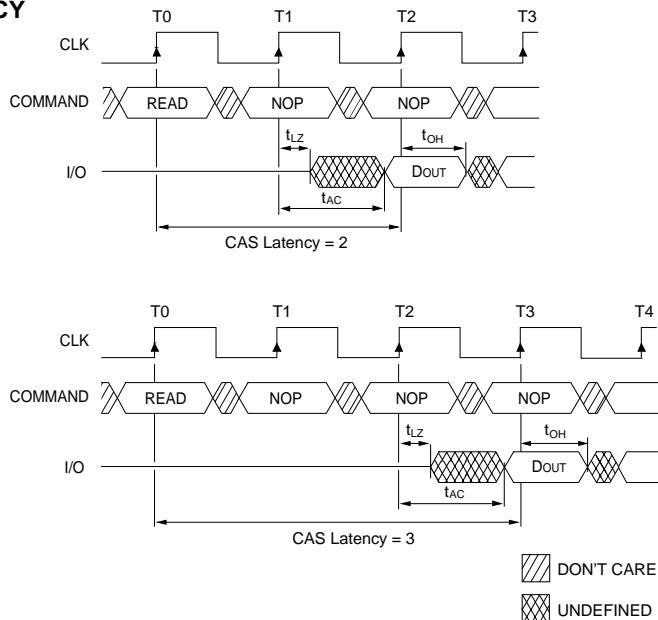 CY
T0 T1 T2 T3
CLK
COMMAND READ NOP NOP
tLZ tOH
I/O DOUT
tAC
CAS Latency = 2
T0 T1 T2 T3 T4
CLK
COMMAND READ NOP NOP NOP
tLZ tOH
I/O DOUT
tAC
CAS Latency = 3
DON'T CARE
UNDEFINED